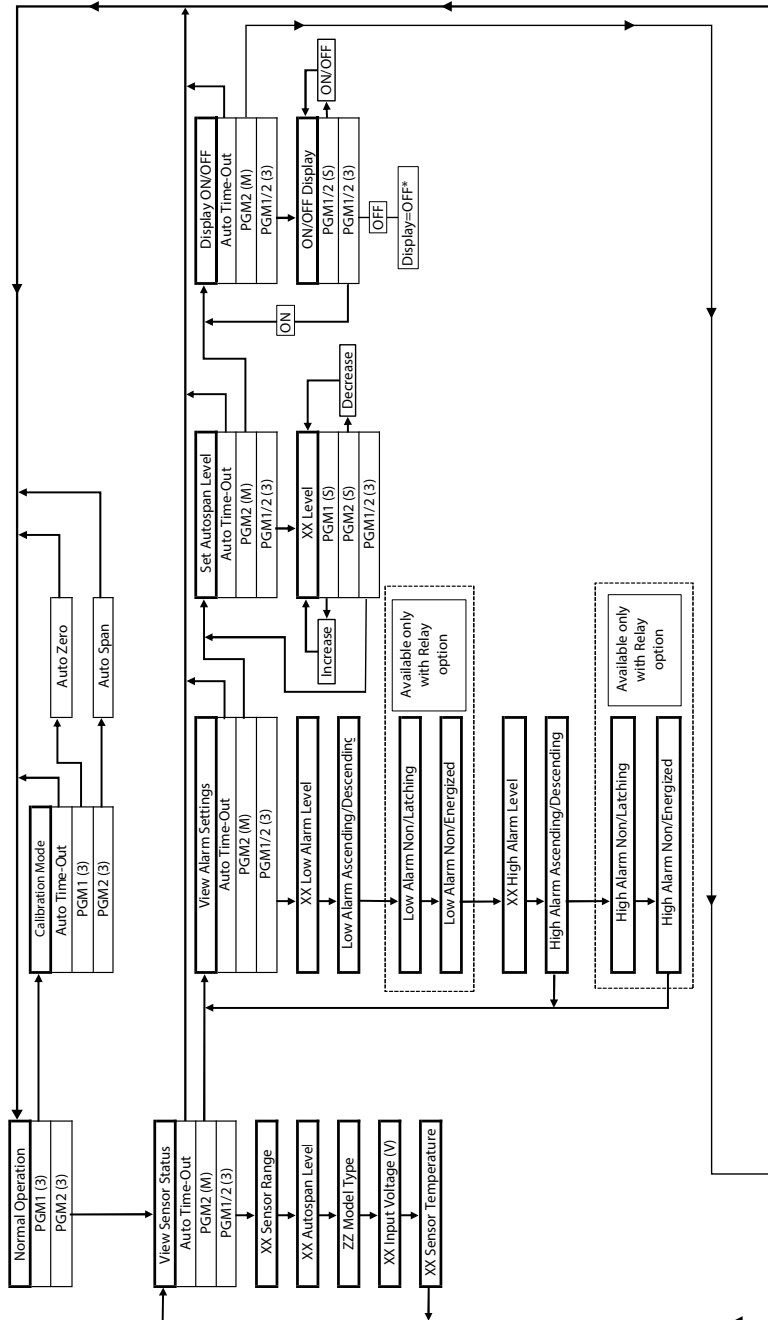 Normal Operation
PGM1 (3)
PGM2 (3)
Calibration Mode
Auto Time-Out
PGM1 (3)
PGM2 (3)
Auto Zero
Auto Span
View Sensor Status
Auto Time-Out
PGM2 (M)
PGM1/2 (3)
XX Sensor Range
XX Autospan Level
ZZ Model Type
XX Input Voltage (V)
XX Sensor Temperature
View Alarm Settings
Auto Time-Out
PGM2 (M)
PGM1/2 (3)
XX Low Alarm Level
Low Alarm Ascending/Descending
Low Alarm Non/Latching
Low Alarm Non/Energized
Available only
with Relay
option
XX High Alarm Level
High Alarm Ascending/Descending
High Alarm Non/Latching
High Alarm Non/Energized
Available only
with Relay
option
Set Autospan Level
Auto Time-Out
PGM2 (M)
PGM1/2 (3)
XX Level
PGM1 (S)
PGM2 (S)
PGM1/2 (3)
Increase
Decrease
Display ON/OFF
Auto Time-Out
PGM2 (M)
PGM1/2 (3)
ON/OFF Display
PGM1/2 (S)
PGM1/2 (3)
ON/OFF
ON
OFF
Display=OFF*